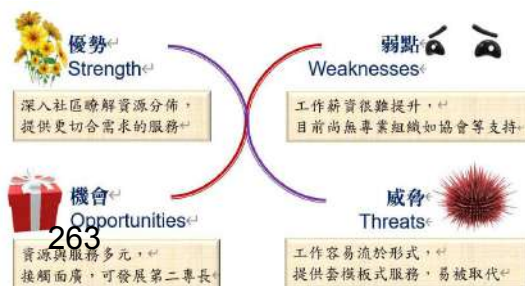 優勢
Strength
深入社區瞭解資源分佈，
提供更切合需求的服務
弱點
Weaknesses
工作薪資很難提升，
目前尚無專業組織如協會等支持
機會
Opportunities
263
資源與服務多元，
接觸面廣，可發展第二專長
威脅
Threats
工作容易流於形式，
提供套模板式服務，易被取代